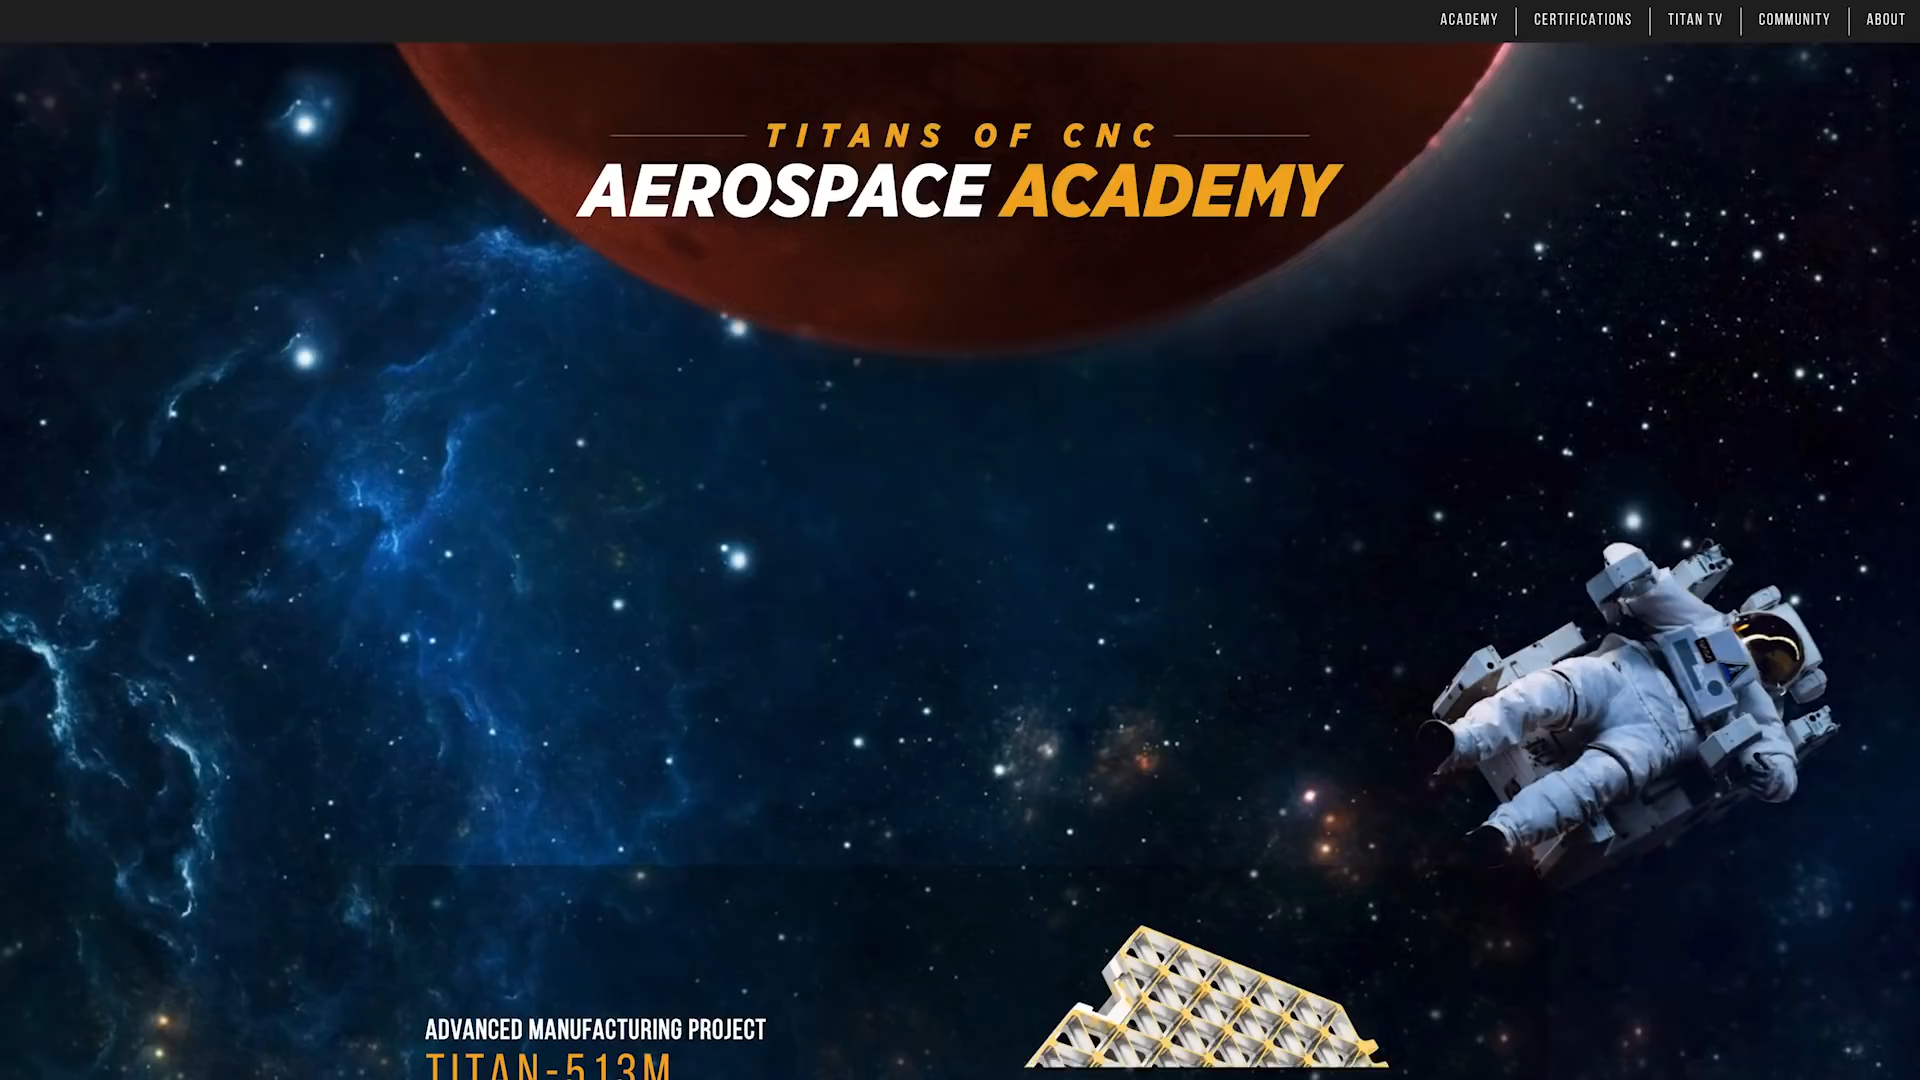 ACADEMY
CERTIFICATIONS
TITAN TV
COMMUNITY
ABOUT
TITANS OF CNC
AEROSPACE ACADEMY
ADVANCED MANUFACTURING PROJECT
TITAN-513M